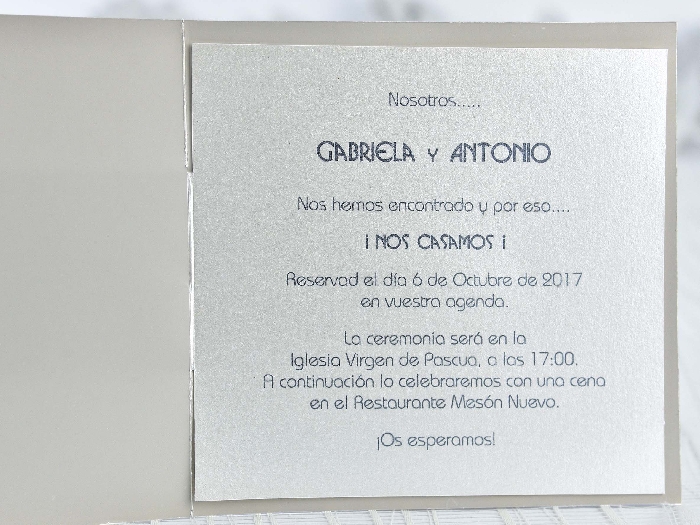 Nosotros.....
GABRIELA y ANTONIO
Nos hemos encontrado y por eso....
¡ NOS CASAMOS ¡
Reservad el día 6 de Octubre de 2017
en vuestra agenda.
La ceremonia será en la
Iglesia Virgen de Pascua, a las 17:00.
A continuación lo celebraremos con una cena
en el Restaurante Mesón Nuevo.
¡Os esperamos!